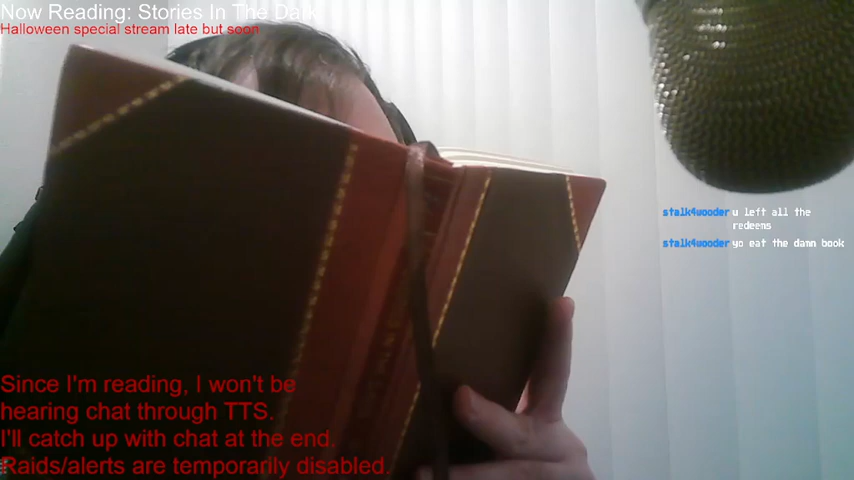 Now Reading: Stories In The Dark
Halloween special stream late but soon
stalk4wooder u left all the
redeems
stalk4wooder yo eat the damn book
Since I'm reading, I won't be
hearing chat through TTS.
I'll catch up with chat at the end.
Raids/alerts are temporarily disabled.